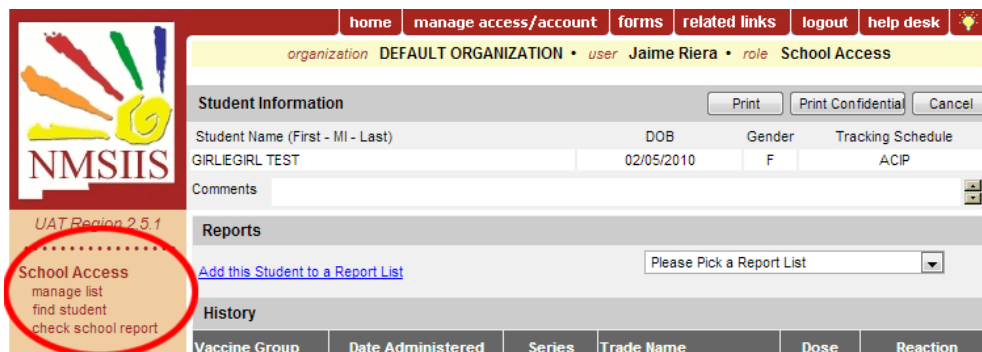 home manage access/account forms related links logout help desk
organization DEFAULT ORGANIZATION • user Jaime Riera • role School Access
NMSIIS
UAT Region 2.5.1
School Access
manage list
find student
check school report
Student Information Print Print Confidential Cancel
Student Name (First - MI - Last) DOB Gender Tracking Schedule
GIRLIEGIRL TEST 02/05/2010 F ACIP
Comments
Reports
Add this Student to a Report List Please Pick a Report List
History
Vaccine Group Date Administered Series Trade Name Dose Reaction